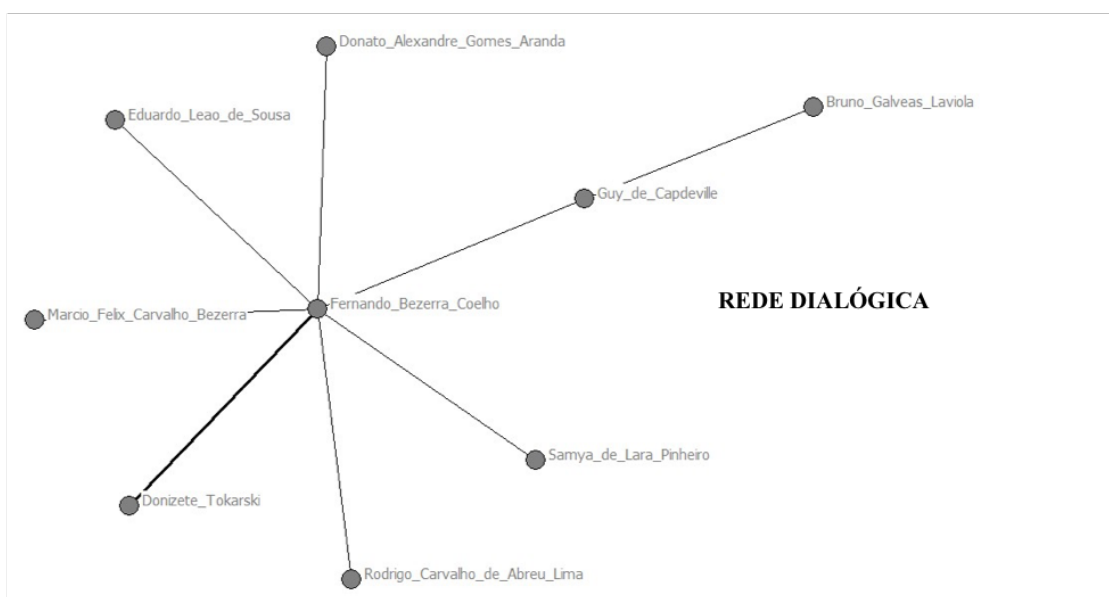 Donato_Alexandre_Gomes_Aranda
Bruno_Galveas_Laviola
Eduardo_Leao_de_Sousa
Guy_de_Capdeville
Fernando_Bezerra_Coelho
REDE DIALÓGICA
Marcio_Felix_Carvalho_Bezerra
Samya_de_Lara_Pinheiro
Donizete_Tokarski
Rodrigo_Carvalho_de_Abreu_Lima